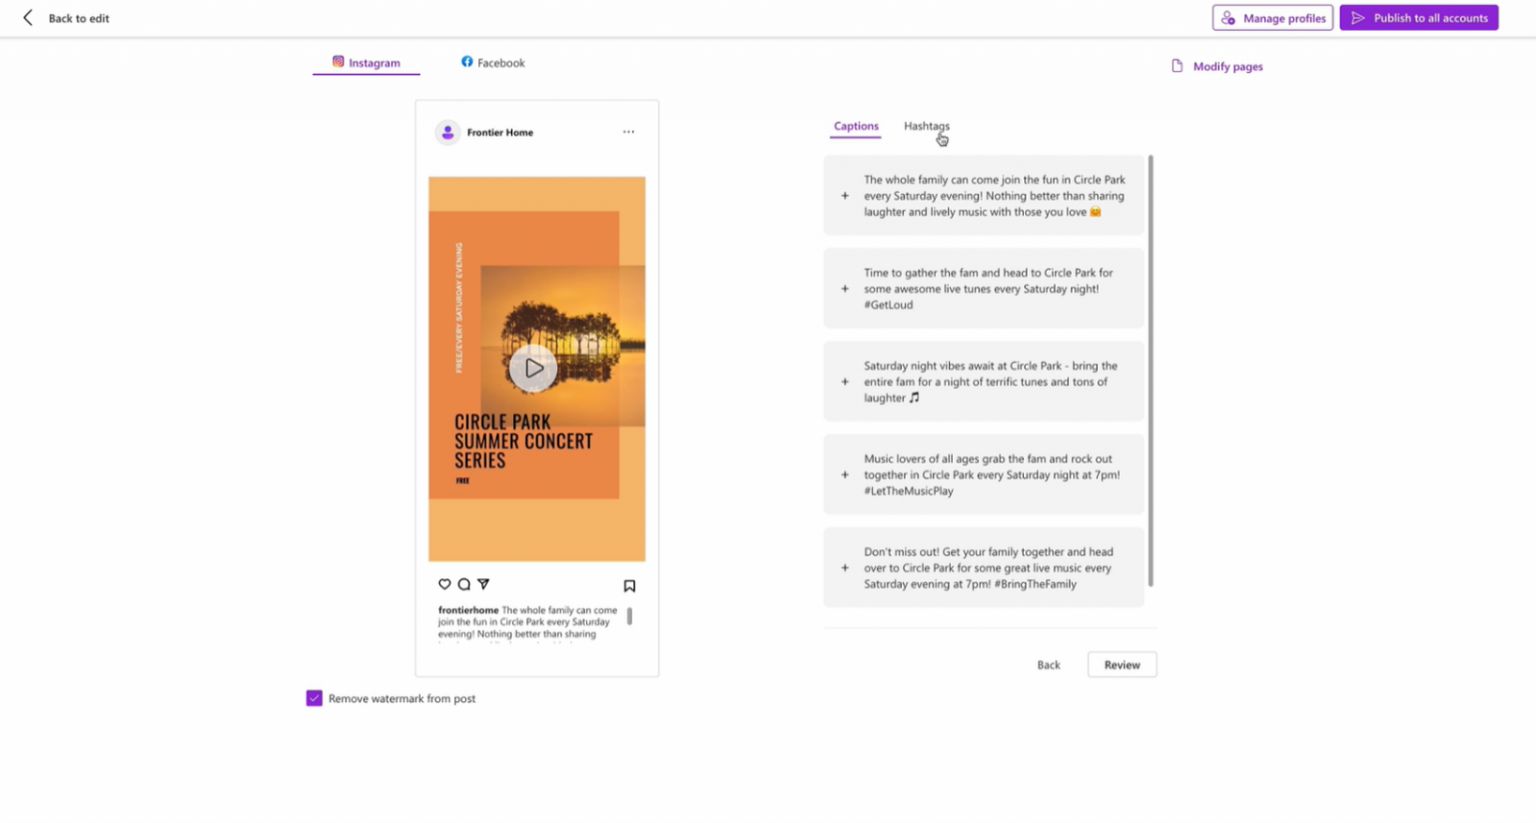 Back to edit
Manage profiles
Publish to all accounts
Instagram
Facebook
Modify pages
Frontier Home
FREE/EVERY SATURDAY EVENING
CIRCLE PARK
SUMMER CONCERT
SERIES
FREE
frontierhome The whole family can come
join the fun in Circle Park every Saturday
evening! Nothing better than sharing
Remove watermark from post
Captions
Hashtags
The whole family can come join the fun in Circle Park
every Saturday evening! Nothing better than sharing
laughter and lively music with those you love 🤗
Time to gather the fam and head to Circle Park for
some awesome live tunes every Saturday night!
#GetLoud
Saturday night vibes await at Circle Park - bring the
entire fam for a night of terrific tunes and tons of
laughter 🎵
Music lovers of all ages grab the fam and rock out
together in Circle Park every Saturday night at 7pm!
#LetTheMusicPlay
Don't miss out! Get your family together and head
over to Circle Park for some great live music every
Saturday evening at 7pm! #BringTheFamily
Back
Review